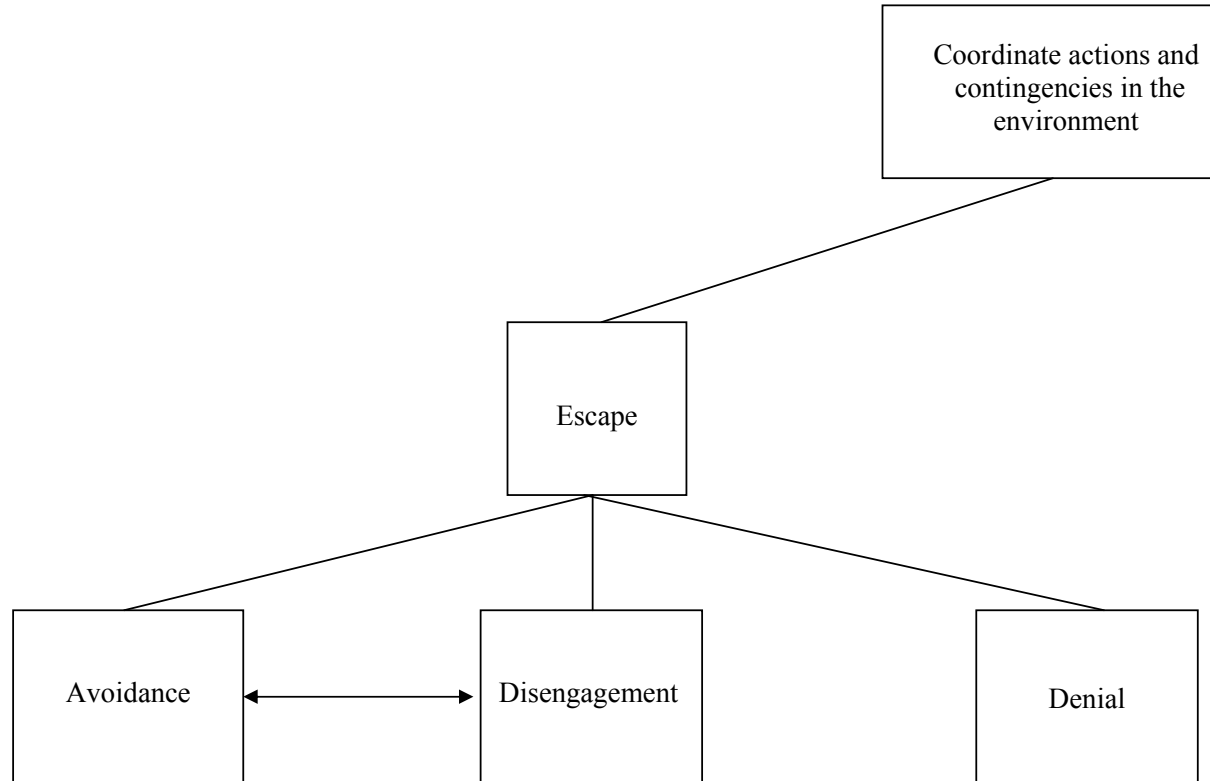 Coordinate actions and
contingencies in the
environment
Escape
Avoidance
Disengagement
Denial